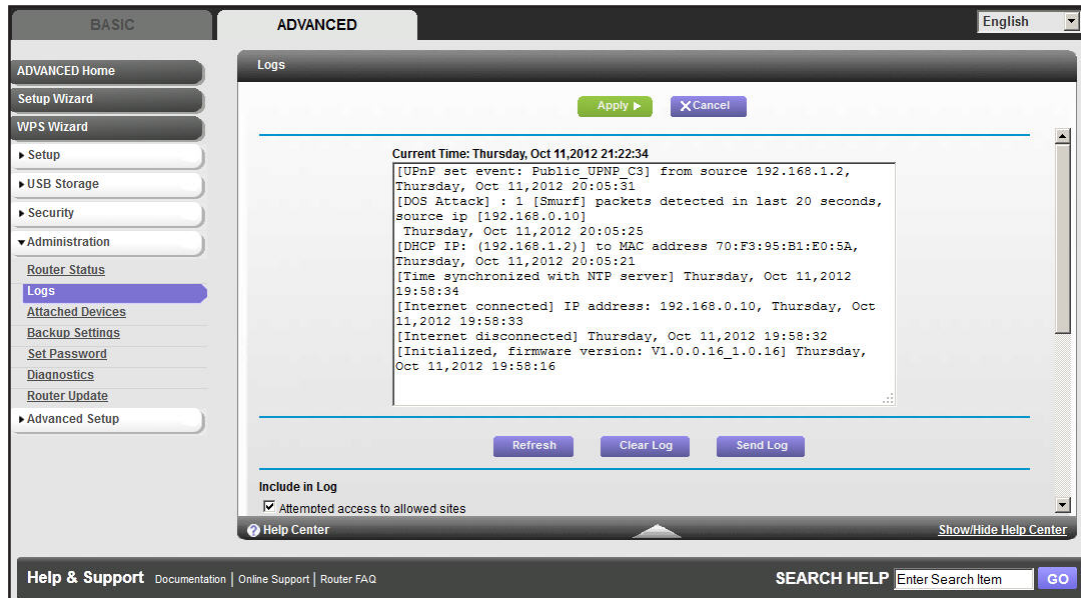 BASIC
ADVANCED
English
ADVANCED Home
Setup Wizard
WPS Wizard
Setup
USB Storage
Security
Administration
Router Status
Logs
Attached Devices
Backup Settings
Set Password
Diagnostics
Router Update
Advanced Setup
Logs
Apply
Cancel
Current Time: Thursday, Oct 11,2012 21:22:34
[UPnP set event: Public_UPNP_C3] from source 192.168.1.2,
Thursday, Oct 11,2012 20:05:31
[DOS Attack] : 1 [Smurf] packets detected in last 20 seconds,
source ip [192.168.0.10]
Thursday, Oct 11,2012 20:05:25
[DHCP IP: (192.168.1.2)] to MAC address 70:F3:95:B1:E0:5A,
Thursday, Oct 11,2012 20:05:21
[Time synchronized with NTP server] Thursday, Oct 11,2012
19:58:34
[Internet connected] IP address: 192.168.0.10, Thursday, Oct
11,2012 19:58:33
[Internet disconnected] Thursday, Oct 11,2012 19:58:32
[Initialized, firmware version: V1.0.0.16_1.0.16] Thursday,
Oct 11,2012 19:58:16
Refresh
Clear Log
Send Log
Include in Log
Attempted access to allowed sites
Help Center
Show/Hide Help Center
Help & Support Documentation | Online Support | Router FAQ
SEARCH HELP Enter Search Item GO